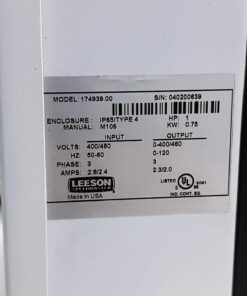 MODEL: 174939.00 S/N: 040200639
ENCLOSURE: IP65/TYPE 4 HP: 1
MANUAL: M106 KW: 0.75
INPUT OUTPUT
VOLTS: 400/460 0-400/460
HZ: 50-60 0-120
PHASE: 3 3
AMPS: 2.8/2.4 2.3/2.0
LEESON
SPEEDMASTER
Made in USA
LISTED
UL
IND. CONT. EQ.